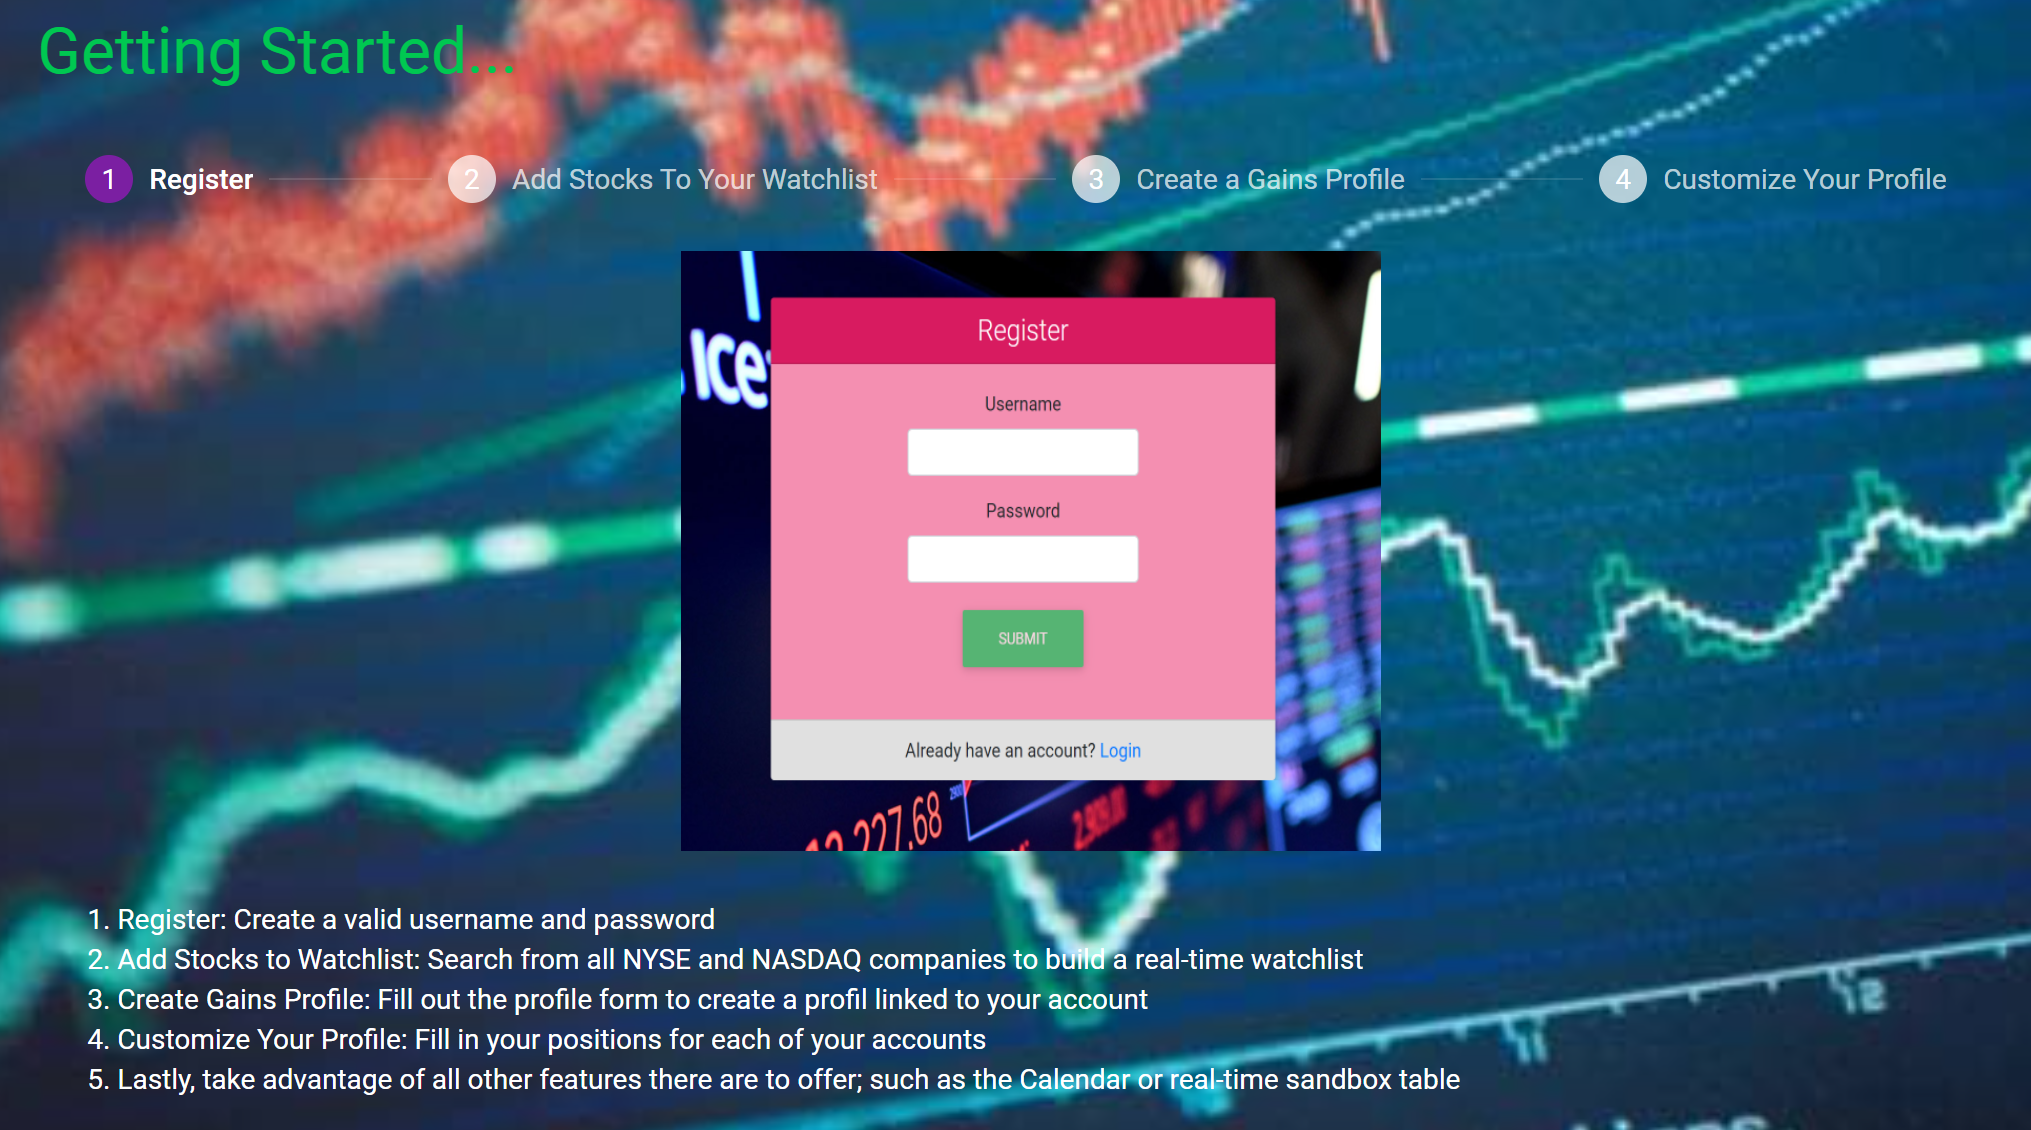 Getting Started...
1 Register
2 Add Stocks To Your Watchlist
3 Create a Gains Profile
4 Customize Your Profile
Ice
Register
Username
Password
SUBMIT
Already have an account? Login
227.68
1. Register: Create a valid username and password
2. Add Stocks to Watchlist: Search from all NYSE and NASDAQ companies to build a real-time watchlist
3. Create Gains Profile: Fill out the profile form to create a profil linked to your account
4. Customize Your Profile: Fill in your positions for each of your accounts
5. Lastly, take advantage of all other features there are to offer; such as the Calendar or real-time sandbox table